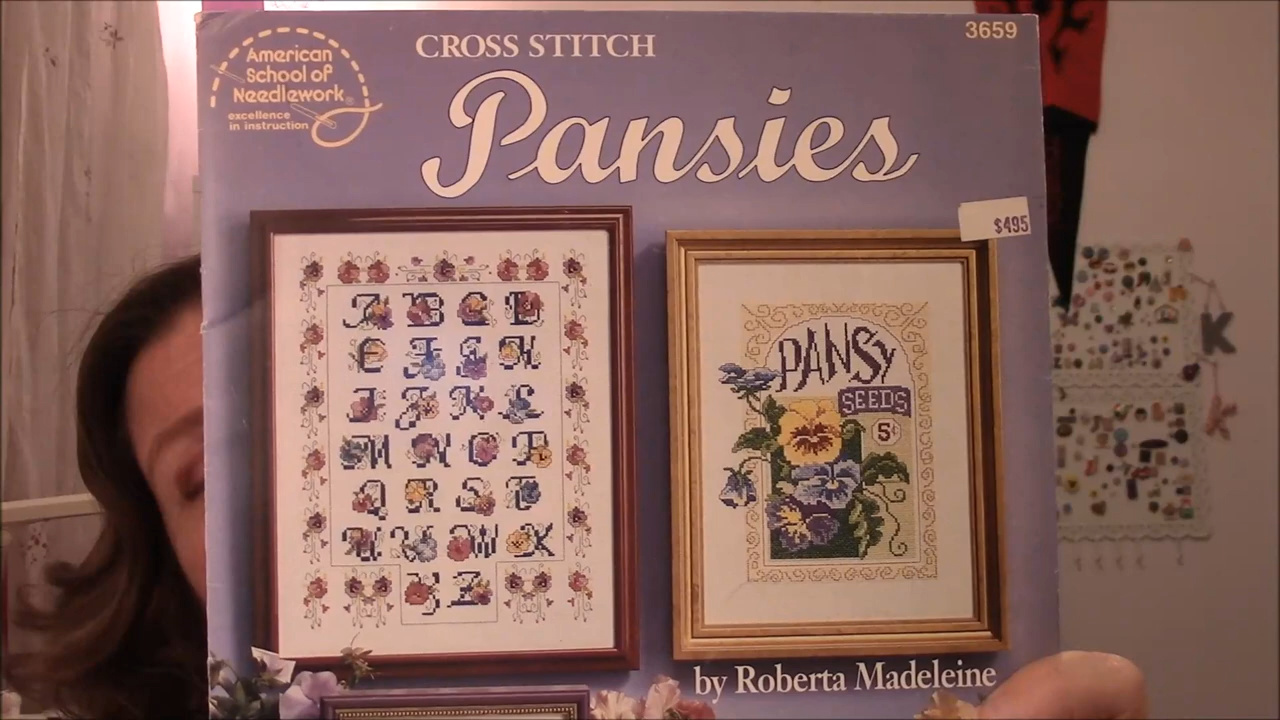 American
School of
Needlework®
excellence
in instruction
CROSS STITCH
Pansies
3659
$495
A B C D
E F G H
I J K L
M N O P
Q R S T
U V W X
Y Z
PANSY
SEEDS
5¢
by Roberta Madeleine
K